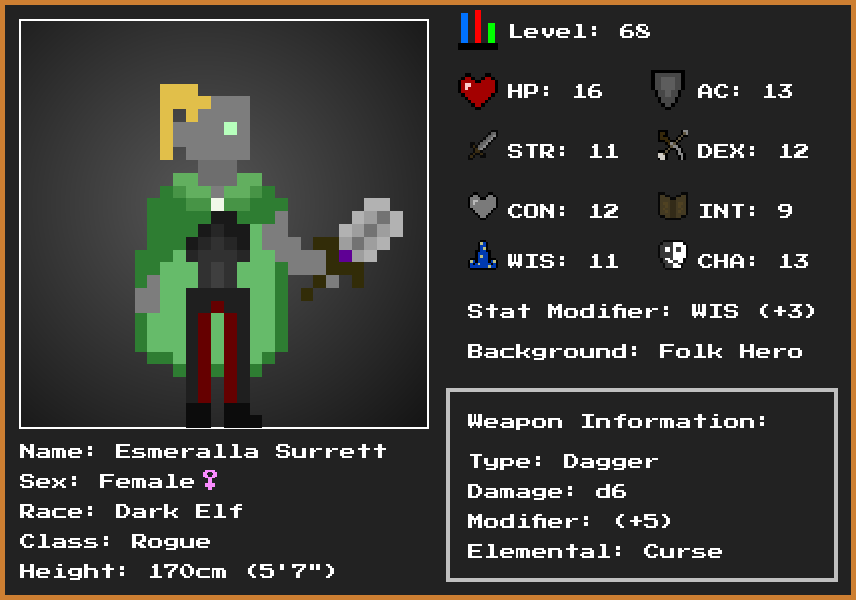 Level: 68
HP: 16 AC: 13
STR: 11 DEX: 12
CON: 12 INT: 9
WIS: 11 CHA: 13
Stat Modifier: WIS (+3)
Background: Folk Hero
Weapon Information:
Type: Dagger
Damage: d6
Modifier: (+5)
Elemental: Curse
Name: Esmeralla Surrett
Sex: Female♀
Race: Dark Elf
Class: Rogue
Height: 170cm (5'7")